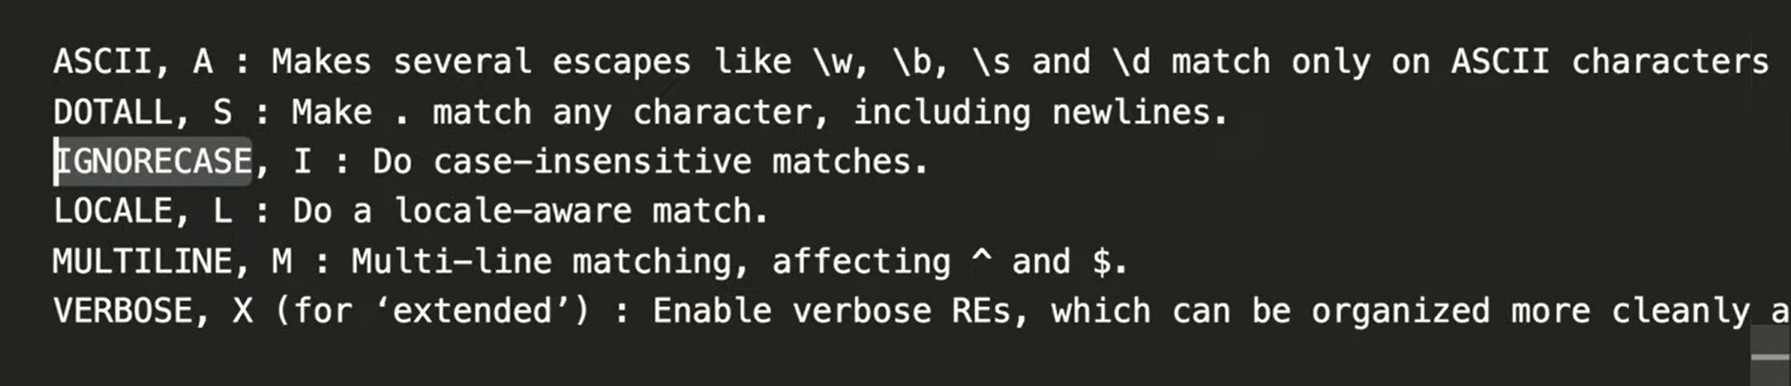 ASCII, A : Makes several escapes like \w, \b, \s and \d match only on ASCII characters
DOTALL, S : Make . match any character, including newlines.
IGNORECASE, I : Do case-insensitive matches.
LOCALE, L : Do a locale-aware match.
MULTILINE, M : Multi-line matching, affecting ^ and $.
VERBOSE, X (for ‘extended’) : Enable verbose REs, which can be organized more cleanly a